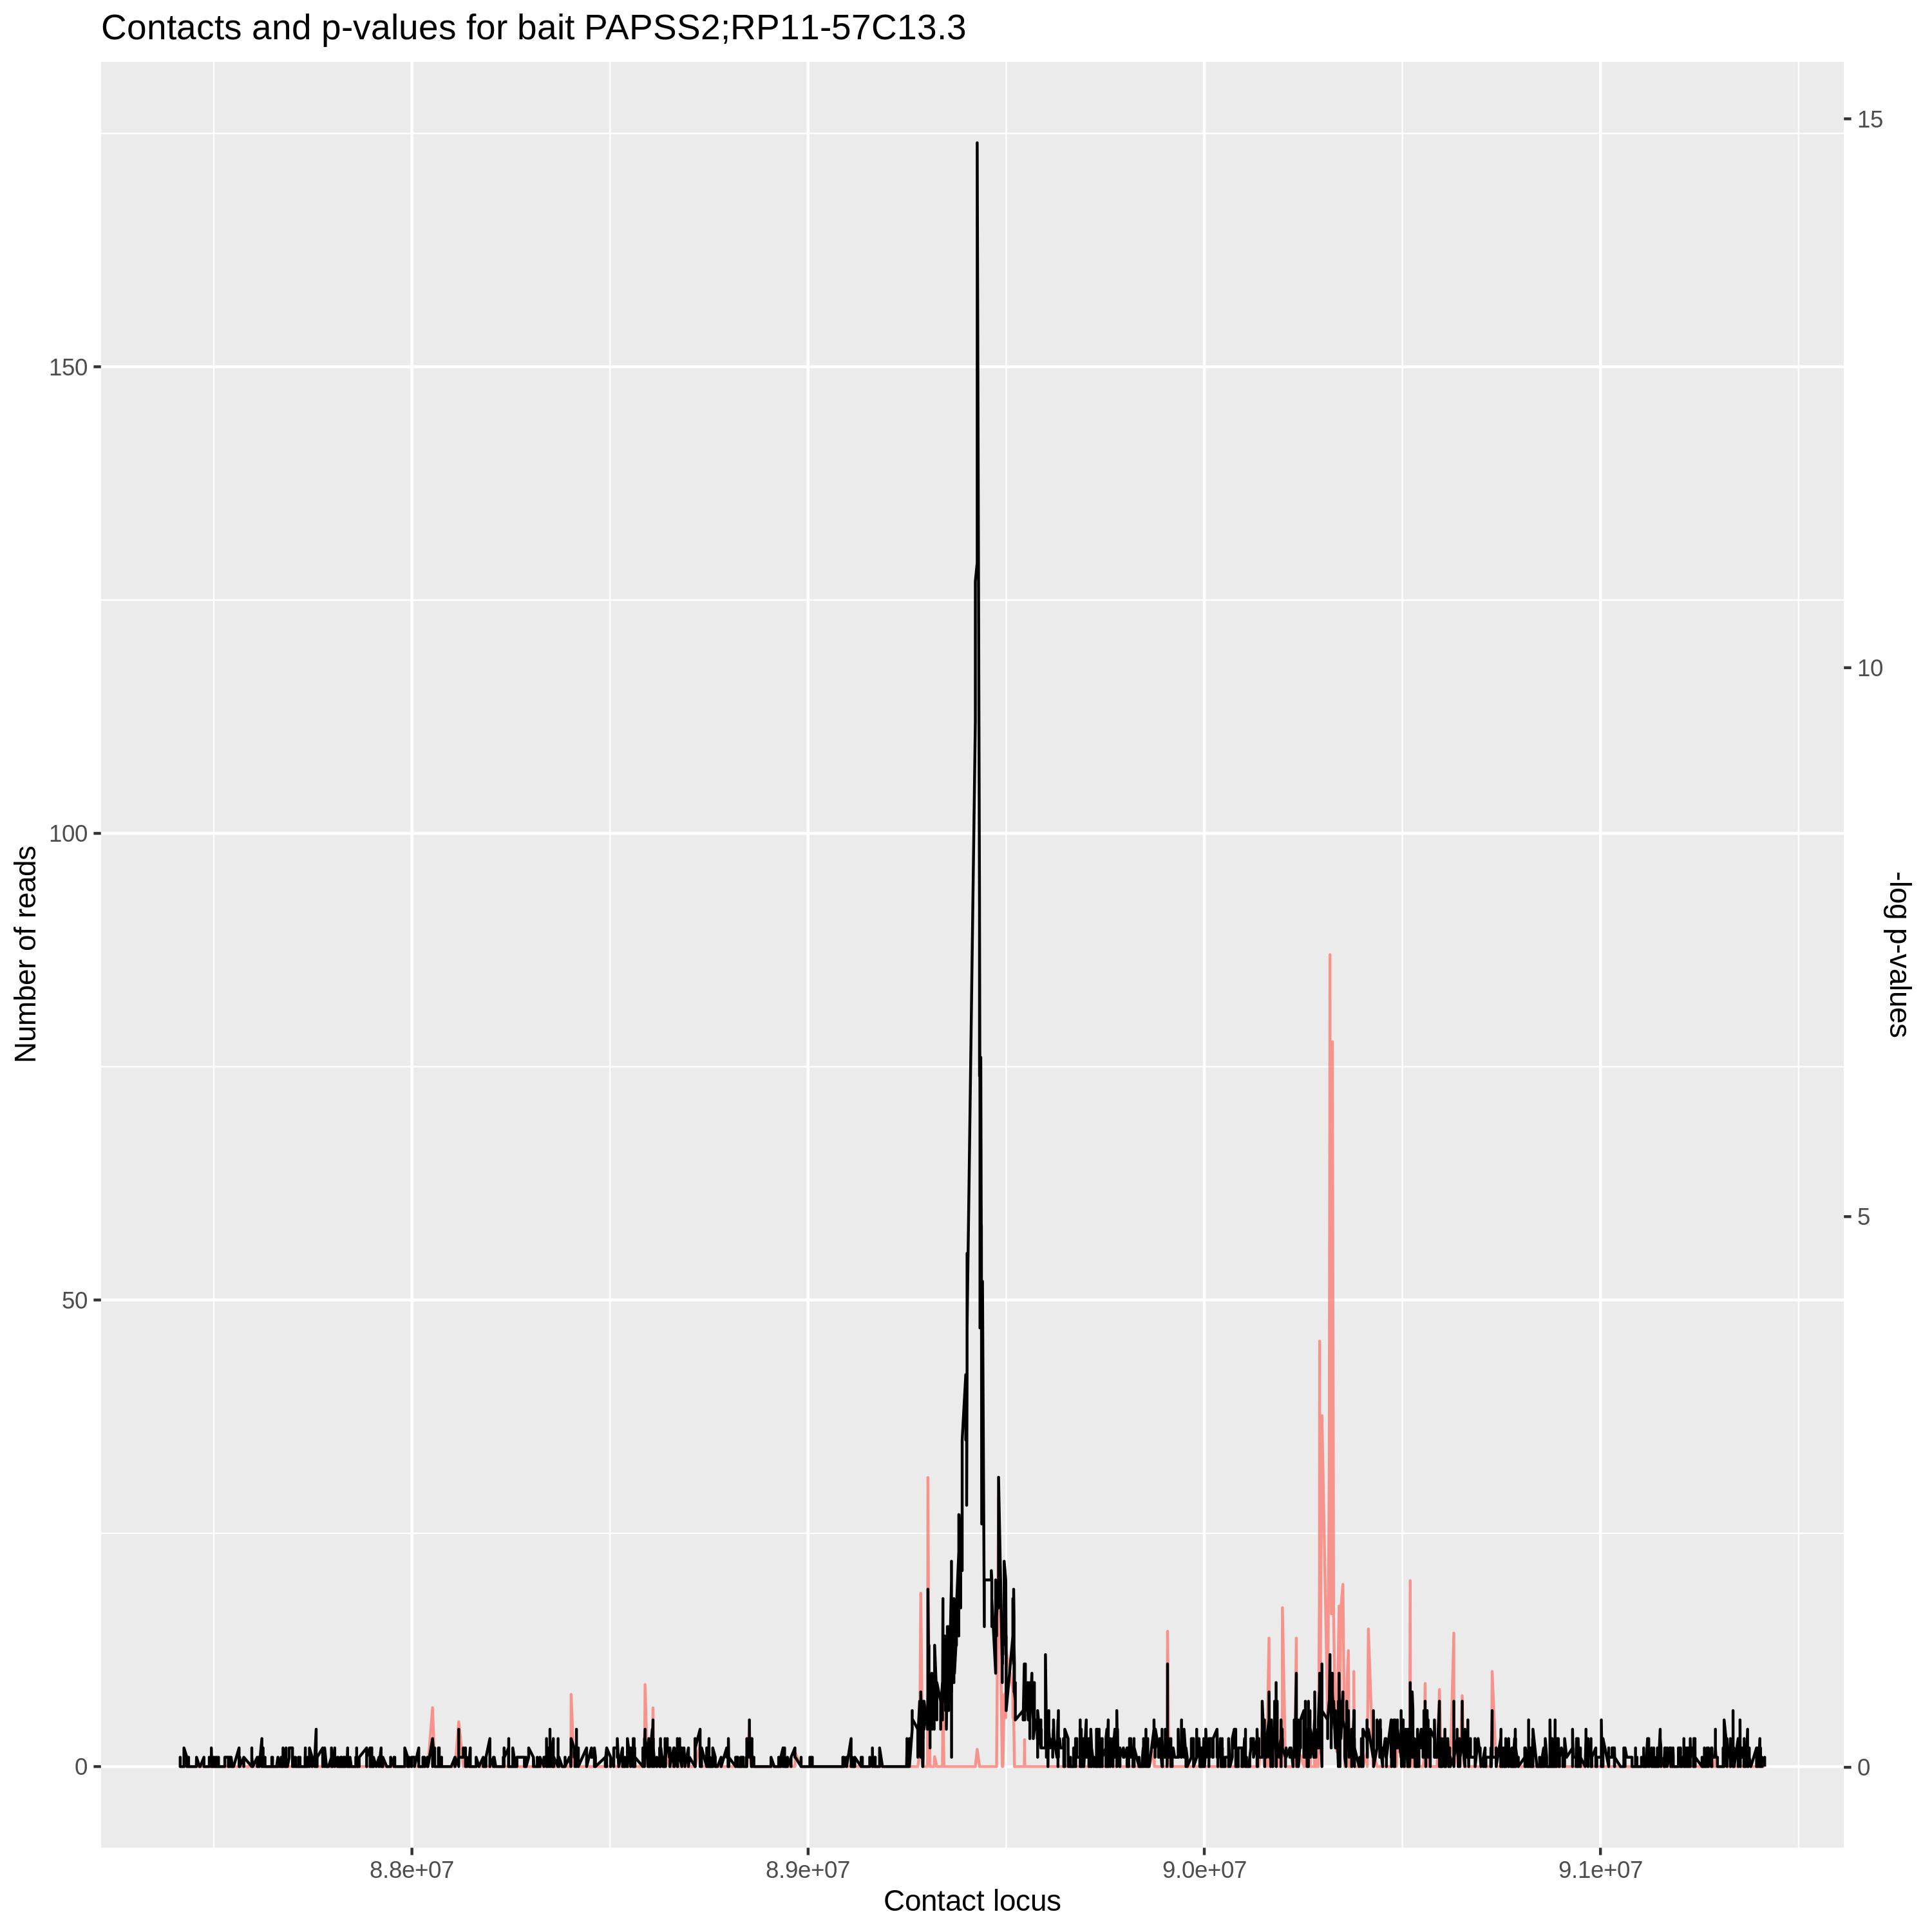 Contacts and p-values for bait PAPSS2;RP11-57C13.3
15
150
10
100
Number of reads
-log p-values
5
50
0
0
8.8e+07
8.9e+07
9.0e+07
9.1e+07
Contact locus